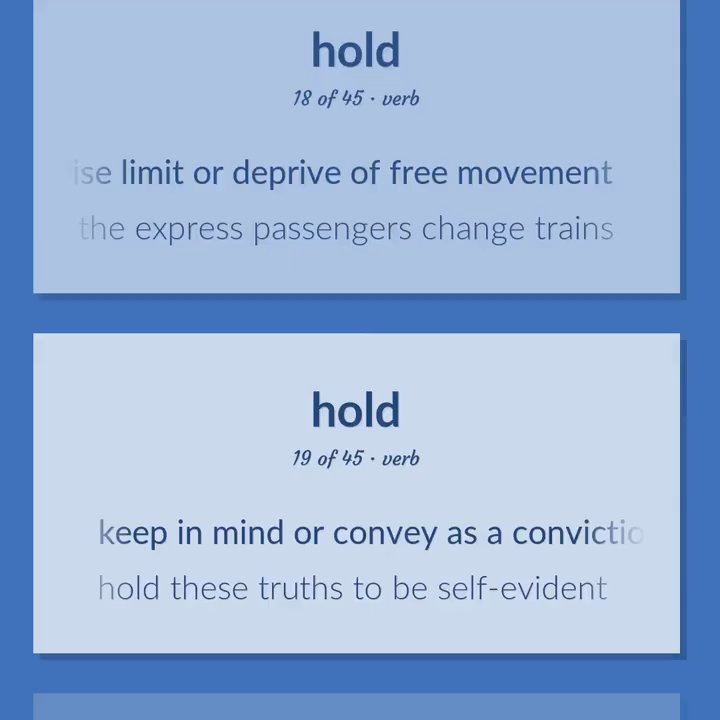 hold
18 of 45 · verb
ise limit or deprive of free movement
the express passengers change trains
hold
19 of 45 · verb
keep in mind or convey as a convictio
hold these truths to be self-evident